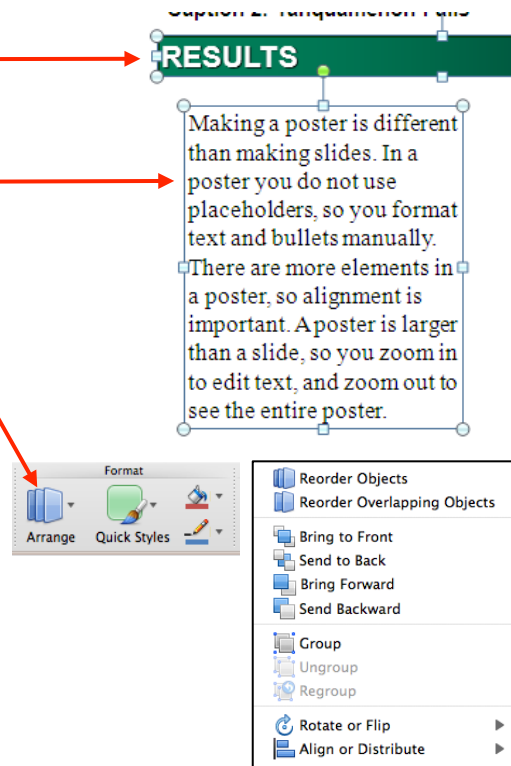 Caption 2: Tahquamenon Falls
RESULTS
Making a poster is different
than making slides. In a
poster you do not use
placeholders, so you format
text and bullets manually.
There are more elements in
a poster, so alignment is
important. A poster is larger
than a slide, so you zoom in
to edit text, and zoom out to
see the entire poster.
Format
Arrange
Quick Styles
Reorder Objects
Reorder Overlapping Objects
Bring to Front
Send to Back
Bring Forward
Send Backward
Group
Ungroup
Regroup
Rotate or Flip
Align or Distribute